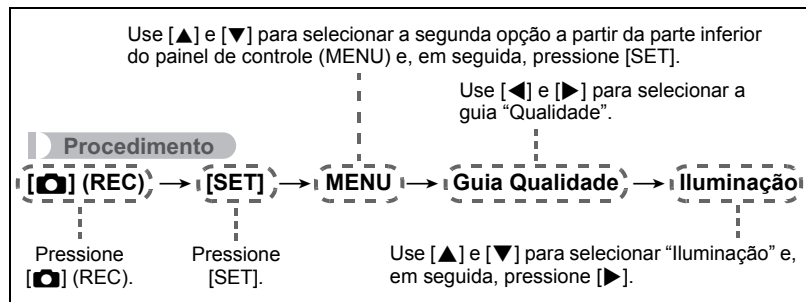 Use [▲] e [▼] para selecionar a segunda opção a partir da parte inferior
do painel de controle (MENU) e, em seguida, pressione [SET].
Use [◀] e [▶] para selecionar a
guia “Qualidade”.
Procedimento
[📷] (REC) → [SET] → MENU → Guia Qualidade → Iluminação
Pressione
[📷] (REC).
Pressione
[SET].
Use [▲] e [▼] para selecionar “Iluminação” e,
em seguida, pressione [▶].